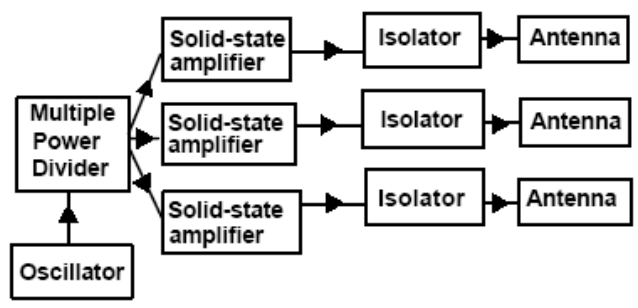 Solid-state
amplifier
Isolator
Antenna
Multiple
Power
Divider
Solid-state
amplifier
Isolator
Antenna
Solid-state
amplifier
Isolator
Antenna
Oscillator